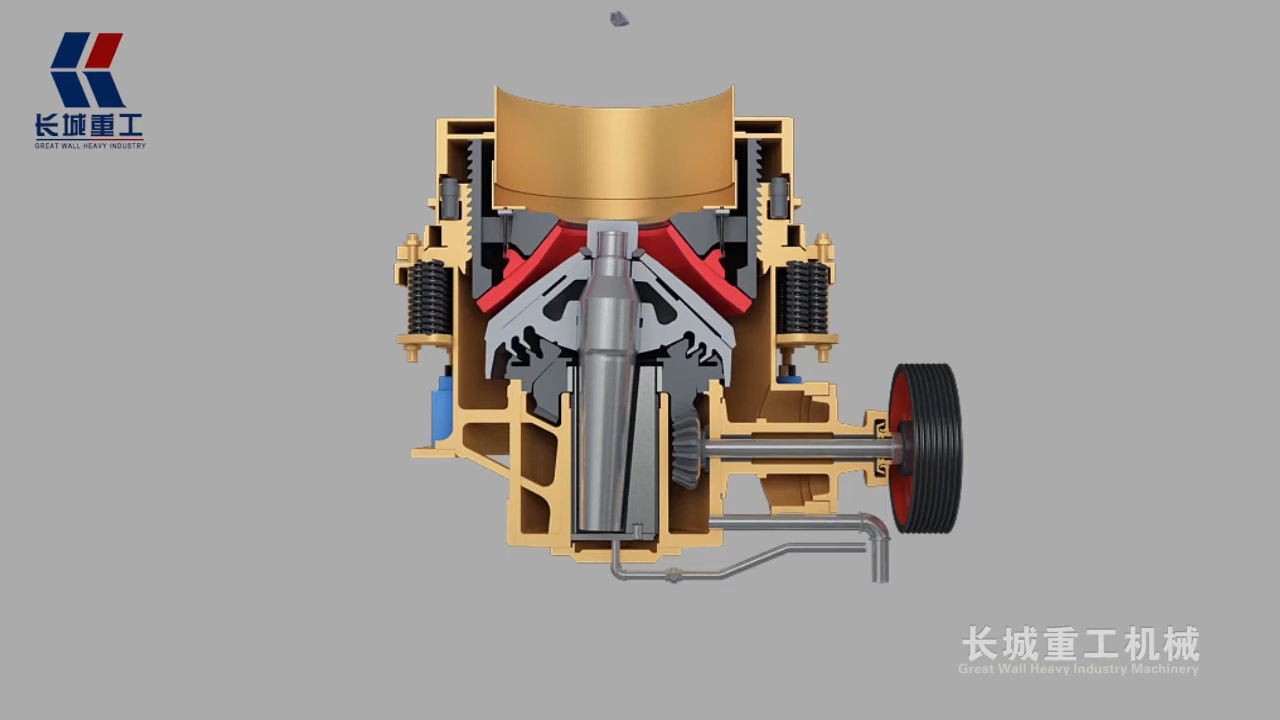 长城重工
GREAT WALL HEAVY INDUSTRY
长城重工机械
Great Wall Heavy Industry Machinery